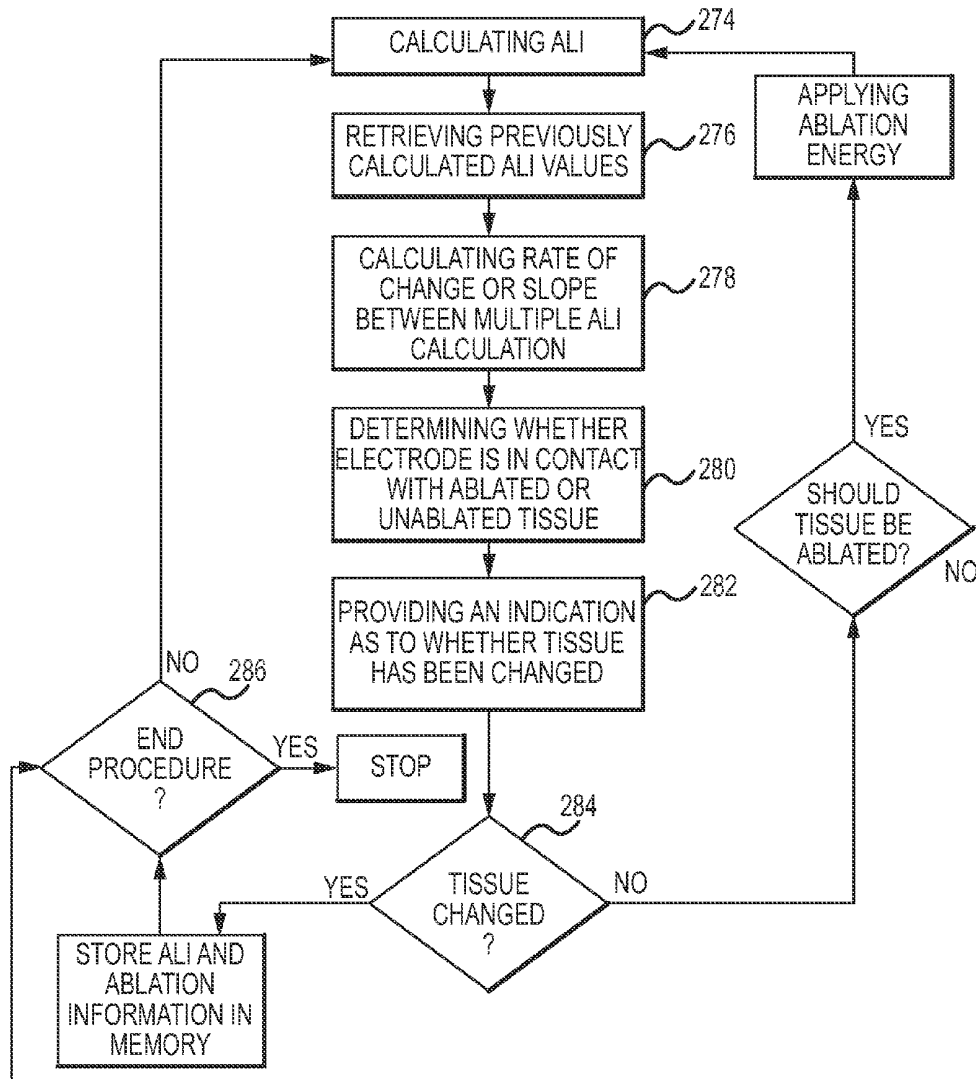 CALCULATING ALI
274
RETRIEVING PREVIOUSLY
CALCULATED ALI VALUES
276
APPLYING
ABLATION
ENERGY
CALCULATING RATE OF
CHANGE OR SLOPE
BETWEEN MULTIPLE ALI
CALCULATION
278
DETERMINING WHETHER
ELECTRODE IS IN CONTACT
WITH ABLATED OR
UNABLATED TISSUE
280
YES
SHOULD
TISSUE BE
ABLATED?
NO
PROVIDING AN INDICATION
AS TO WHETHER TISSUE
HAS BEEN CHANGED
282
NO
286
END
PROCEDURE
?
YES
STOP
284
TISSUE
CHANGED
?
YES
NO
STORE ALI AND
ABLATION
INFORMATION IN
MEMORY